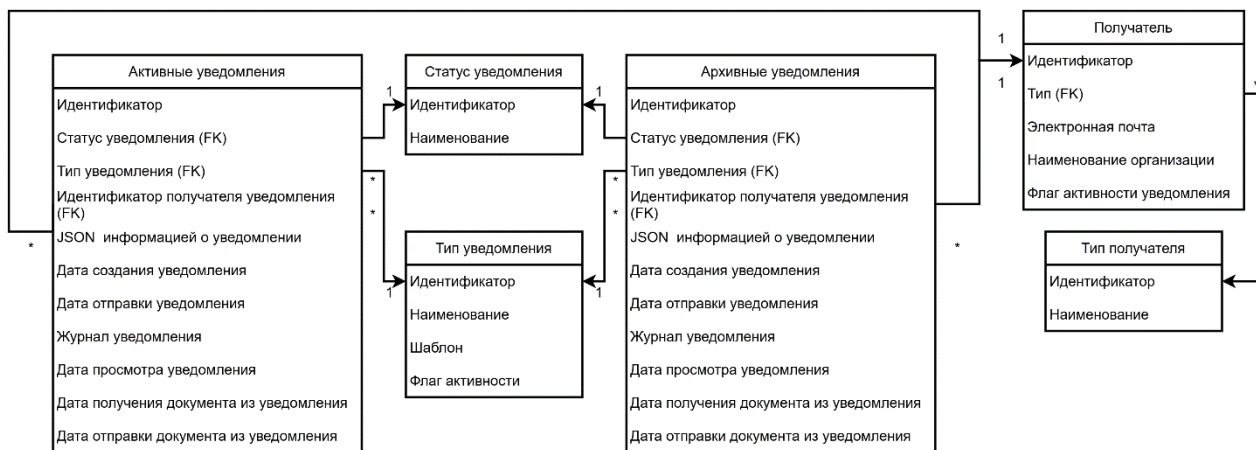 Активные уведомления
Идентификатор
Статус уведомления (FK)
Тип уведомления (FK)
Идентификатор получателя уведомления
(FK)
JSON информацией о уведомлении
Дата создания уведомления
Дата отправки уведомления
Журнал уведомления
Дата просмотра уведомления
Дата получения документа из уведомления
Дата отправки документа из уведомления
*
Статус уведомления
Идентификатор
Наименование
1
1
*
*
*
*
Тип уведомления
Идентификатор
Наименование
Шаблон
Флаг активности
1
1
Архивные уведомления
Идентификатор
Статус уведомления (FK)
Тип уведомления (FK)
Идентификатор получателя уведомления
(FK)
JSON информацией о уведомлении
Дата создания уведомления
Дата отправки уведомления
Журнал уведомления
Дата просмотра уведомления
Дата получения документа из уведомления
Дата отправки документа из уведомления
*
1
1
Получатель
Идентификатор
Тип (FK)
Электронная почта
Наименование организации
Флаг активности уведомления
*
Тип получателя
Идентификатор
Наименование